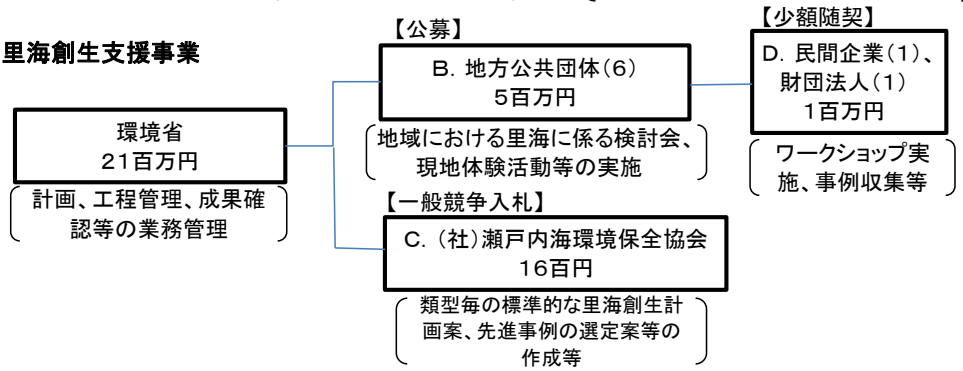 【少額随契】
【公募】
里海創生支援事業
B．地方公共団体(6)
5百万円
D．民間企業(1)、
財団法人(1)
1百万円
環境省
21百万円
地域における里海に係る検討会、
現地体験活動等の実施
ワークショップ実
施、事例収集等
計画、工程管理、成果確
認等の業務管理
【一般競争入札】
C．（社)瀬戸内海環境保全協会
16百円
類型毎の標準的な里海創生計
画案、先進事例の選定案等の
作成等